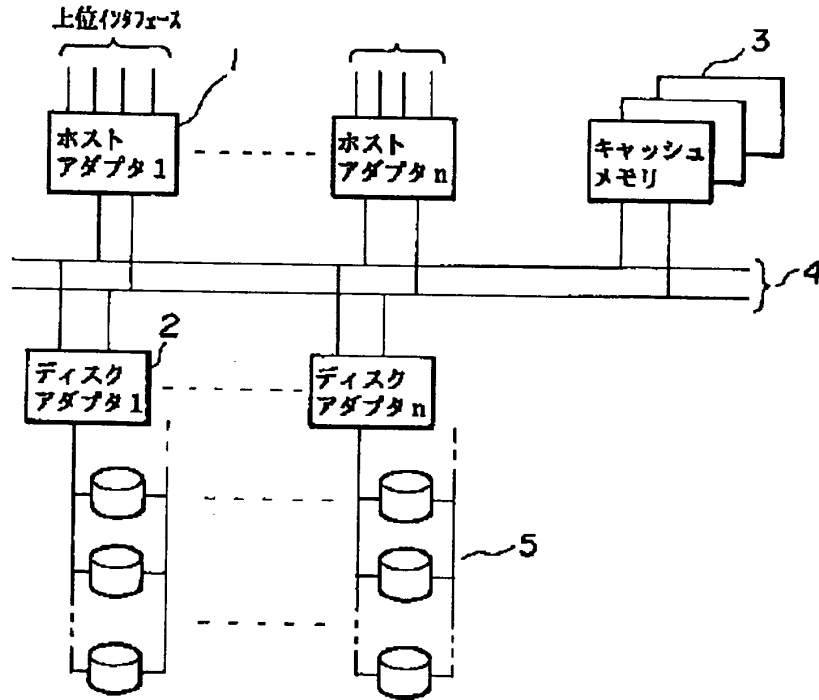 上位インタフェース
1
3
ホスト
アダプタ1
ホスト
アダプタn
キャッシュ
メモリ
4
2
ディスク
アダプタ1
ディスク
アダプタn
5